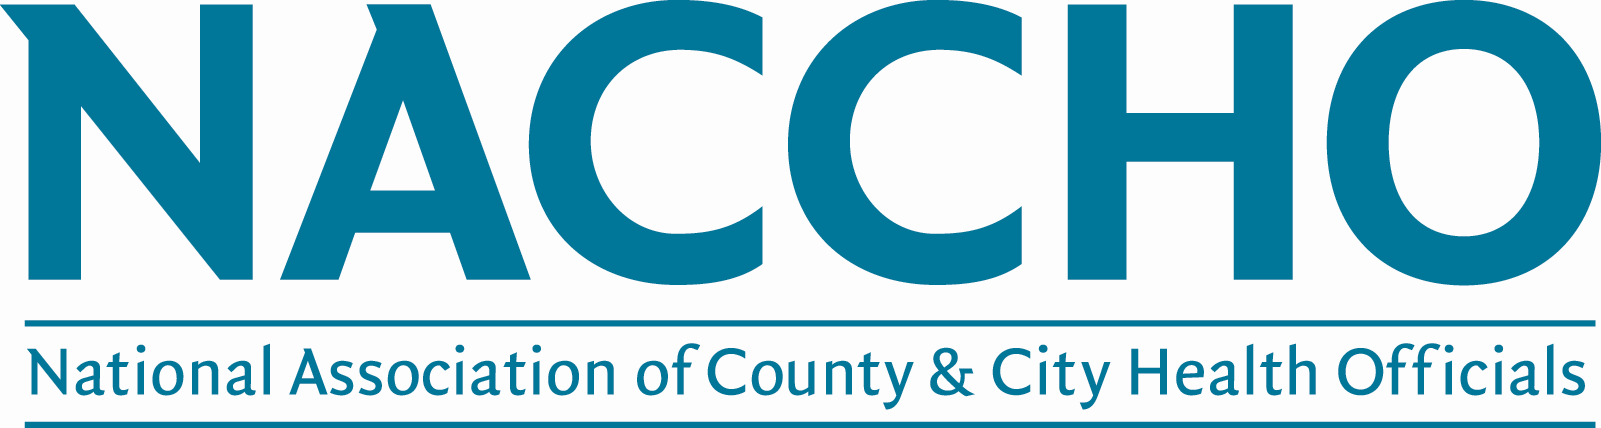 NACCHO
National Association of County & City Health Officials